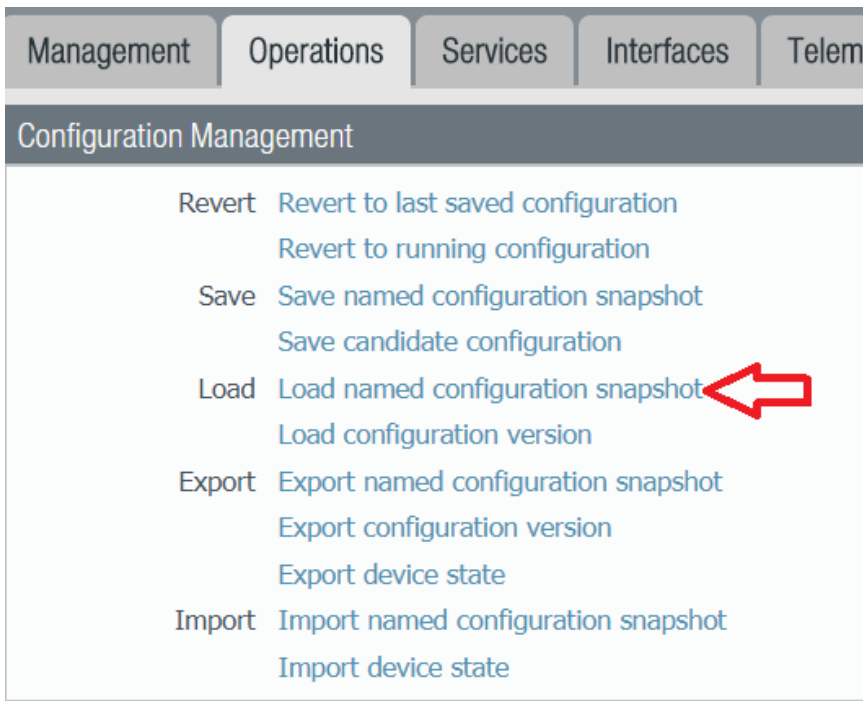 Management Operations Services Interfaces Telem
Configuration Management
Revert Revert to last saved configuration
Revert to running configuration
Save Save named configuration snapshot
Save candidate configuration
Load Load named configuration snapshot
Load configuration version
Export Export named configuration snapshot
Export configuration version
Export device state
Import Import named configuration snapshot
Import device state